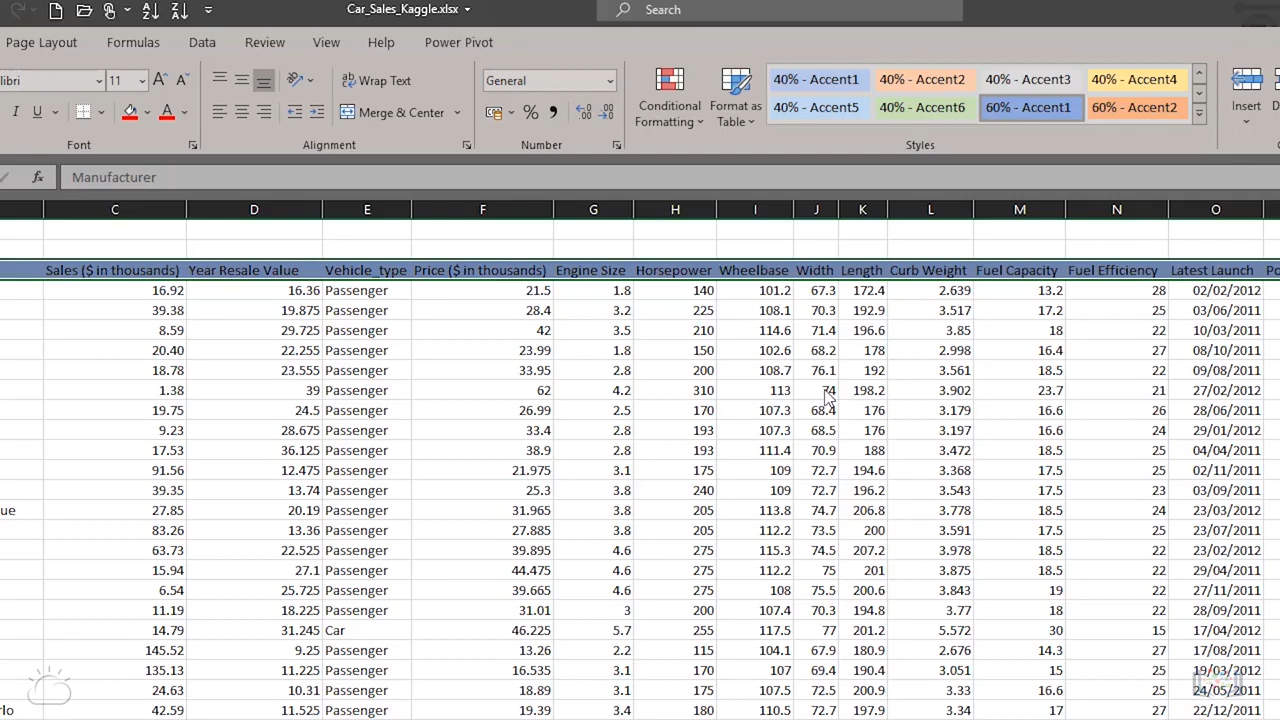 Car_Sales_Kaggle.xlsx
Search
Page Layout Formulas Data Review View Help Power Pivot
libri 11 Wrap Text General 40% - Accent1 40% - Accent2 40% - Accent3 40% - Accent4
I U A Merge & Center % 40% - Accent5 40% - Accent6 60% - Accent1 60% - Accent2
Conditional Formatting Format as Table Insert
Font Alignment Number Styles
fx Manufacturer
C D E F G H I J K L M N O
Sales ($ in thousands) Year Resale Value Vehicle_type Price ($ in thousands) Engine Size Horsepower Wheelbase Width Length Curb Weight Fuel Capacity Fuel Efficiency Latest Launch Po
16.92 16.36 Passenger 21.5 1.8 140 101.2 67.3 172.4 2.639 13.2 28 02/02/2012
39.38 19.875 Passenger 28.4 3.2 225 108.1 70.3 192.9 3.517 17.2 25 03/06/2011
8.59 29.725 Passenger 42 3.5 210 114.6 71.4 196.6 3.85 18 22 10/03/2011
20.40 22.255 Passenger 23.99 1.8 150 102.6 68.2 178 2.998 16.4 27 08/10/2011
18.78 23.555 Passenger 33.95 2.8 200 108.7 76.1 192 3.561 18.5 22 09/08/2011
1.38 39 Passenger 62 4.2 310 113 74 198.2 3.902 23.7 21 27/02/2012
19.75 24.5 Passenger 26.99 2.5 170 107.3 68.4 176 3.179 16.6 26 28/06/2011
9.23 28.675 Passenger 33.4 2.8 193 107.3 68.5 176 3.197 16.6 24 29/01/2012
17.53 36.125 Passenger 38.9 2.8 193 111.4 70.9 188 3.472 18.5 25 04/04/2011
91.56 12.475 Passenger 21.975 3.1 175 109 72.7 194.6 3.368 17.5 25 02/11/2011
39.35 13.74 Passenger 25.3 3.8 240 109 72.7 196.2 3.543 17.5 23 03/09/2011
ue 27.85 20.19 Passenger 31.965 3.8 205 113.8 74.7 206.8 3.778 18.5 24 23/03/2012
83.26 13.36 Passenger 27.885 3.8 205 112.2 73.5 200 3.591 17.5 25 23/07/2011
63.73 22.525 Passenger 39.895 4.6 275 115.3 74.5 207.2 3.978 18.5 22 23/02/2012
15.94 27.1 Passenger 44.475 4.6 275 112.2 75 201 3.875 18.5 22 29/04/2011
6.54 25.725 Passenger 39.665 4.6 275 108 75.5 200.6 3.843 19 22 27/11/2011
11.19 18.225 Passenger 31.01 3 200 107.4 70.3 194.8 3.77 18 22 28/09/2011
14.79 31.245 Car 46.225 5.7 255 117.5 77 201.2 5.572 30 15 17/04/2012
145.52 9.25 Passenger 13.26 2.2 115 104.1 67.9 180.9 2.676 14.3 27 17/08/2011
135.13 11.225 Passenger 16.535 3.1 170 107 69.4 190.4 3.051 15 25 19/03/2012
24.63 10.31 Passenger 18.89 3.1 175 107.5 72.5 200.9 3.33 16.6 25 24/05/2011
rlo 42.59 11.525 Passenger 19.39 3.4 180 110.5 72.7 197.9 3.34 17 27 22/12/2011